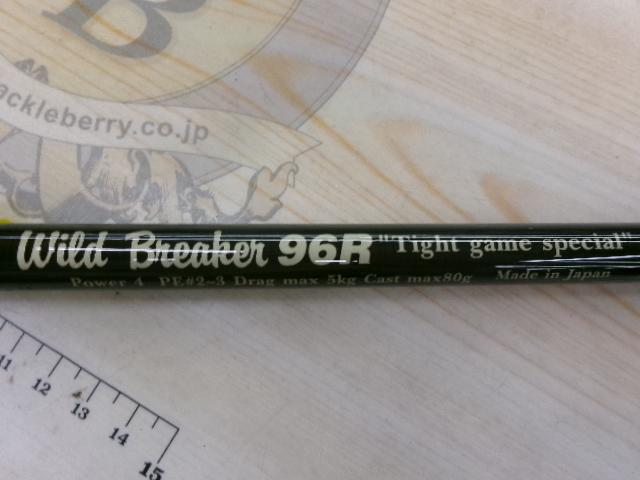 B
ackleberry.co.jp
Wild Breaker 96R "Tight game special"
Power 4 PE#2~3 Drag max 5kg Cast max80g Made in Japan
11 12 13 14 15